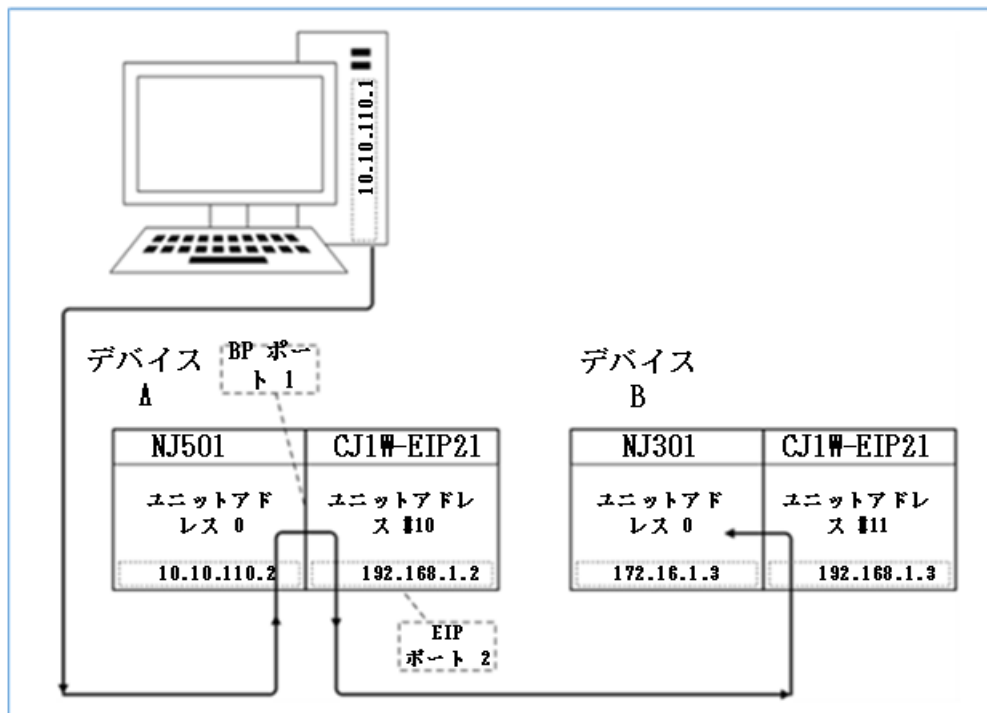 10.10.110.1
デバイス
A
BP ポー
ト 1
デバイス
B
NJ501
CJ1W-EIP21
NJ301
CJ1W-EIP21
ユニットアド
レス 0
ユニットアドレ
ス #10
ユニットアド
レス 0
ユニットアドレ
ス #11
10.10.110.2
192.168.1.2
172.16.1.3
192.168.1.3
EIP
ポート 2